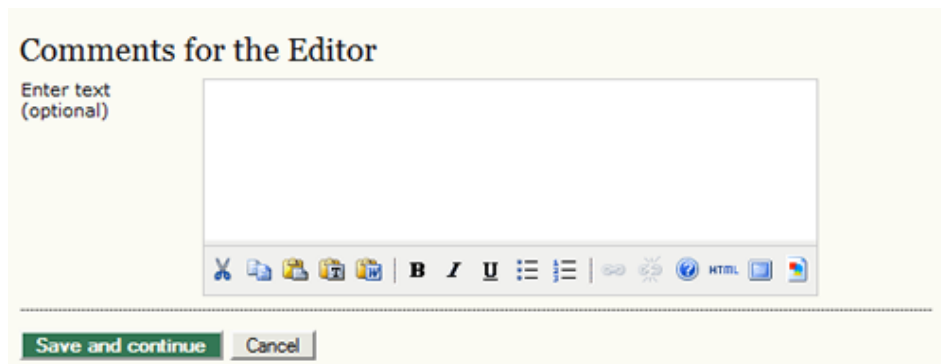 Comments for the Editor
Enter text
(optional)
B I U HTML
Save and continue Cancel